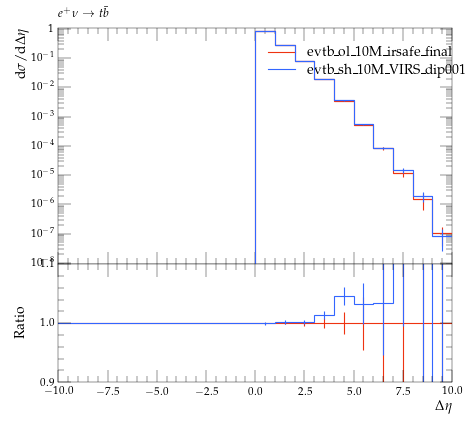 e⁺ν → tb̄
dσ/dΔη
1
10⁻¹
10⁻²
10⁻³
10⁻⁴
10⁻⁵
10⁻⁶
10⁻⁷
10⁻⁸
evtb_ol_10M_irsafe_final
evtb_sh_10M_VIRS_dip001
Ratio
1.1
1.0
0.9
−10.0 −7.5 −5.0 −2.5 0.0 2.5 5.0 7.5 10.0
Δη